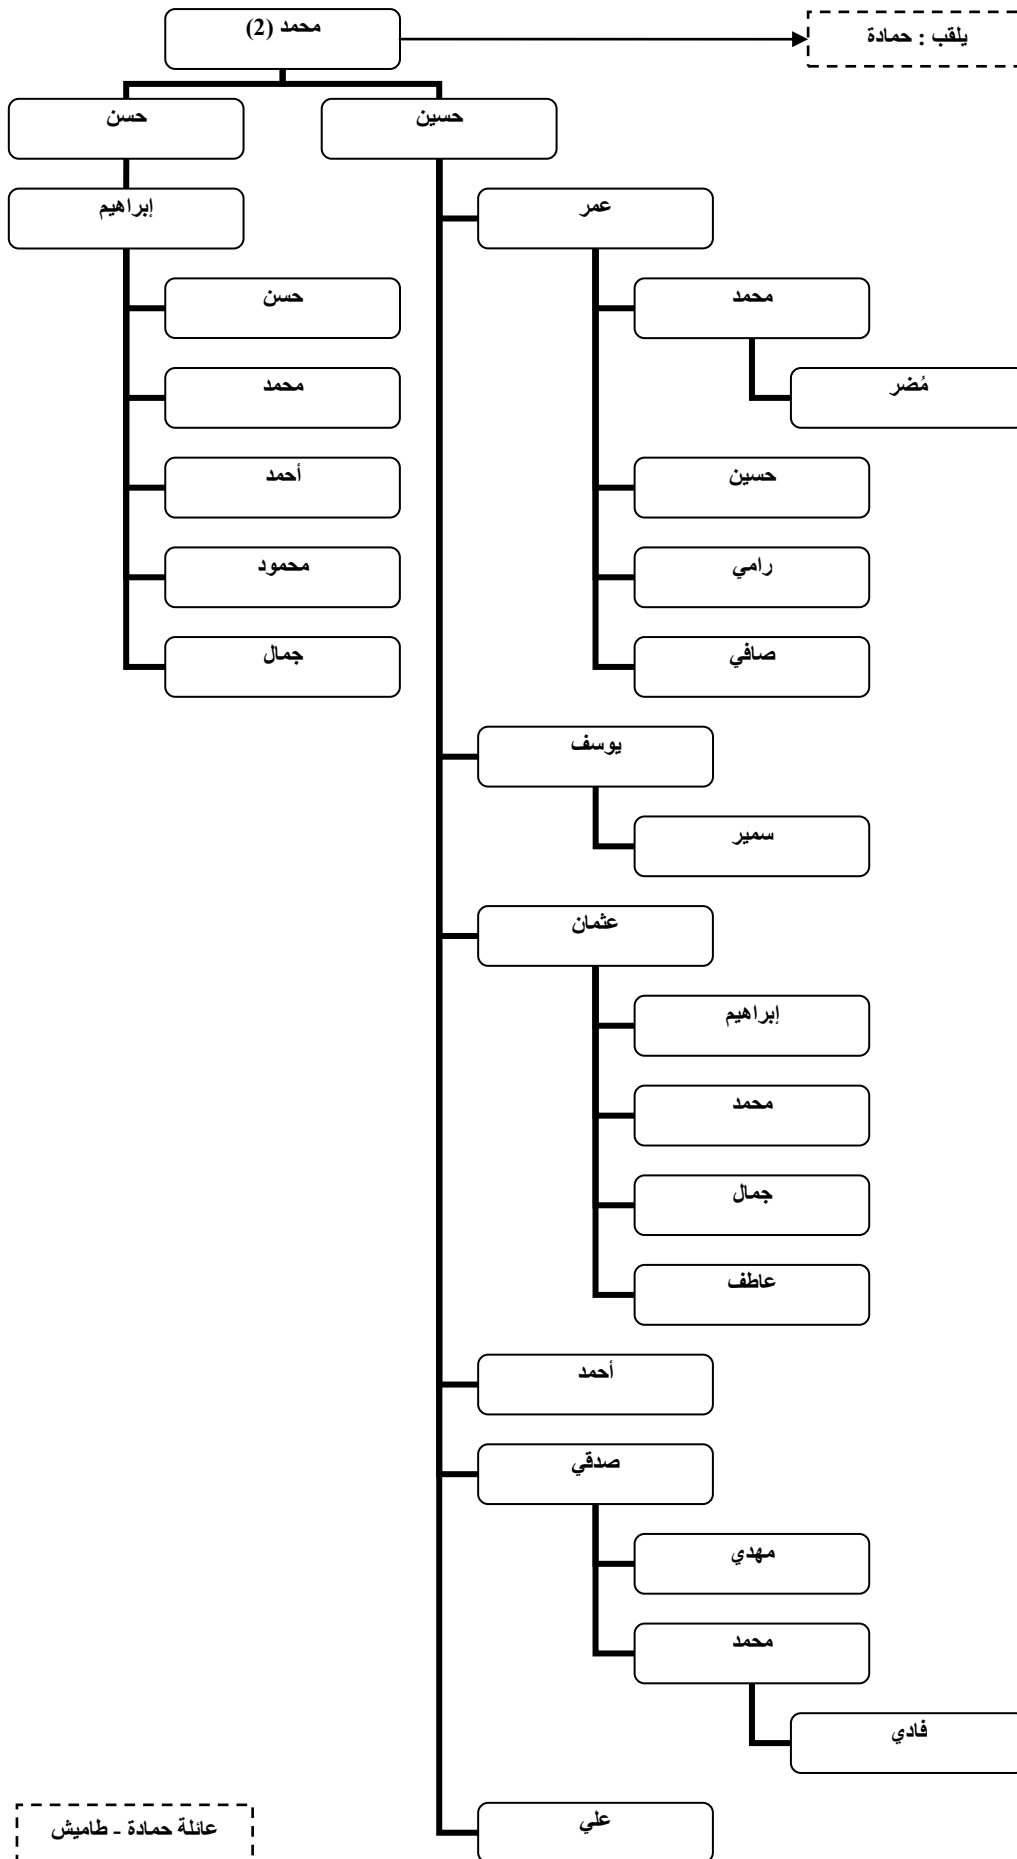 محمد (2)
يلقب : حمادة
حسين
حسن
عمر
إبراهيم
محمد
حسن
مُضر
محمد
حسين
أحمد
رامي
محمود
صافي
جمال
يوسف
سمير
عثمان
إبراهيم
محمد
جمال
عاطف
أحمد
صدقي
مهدي
محمد
فادي
علي
عائلة حمادة - طاميش